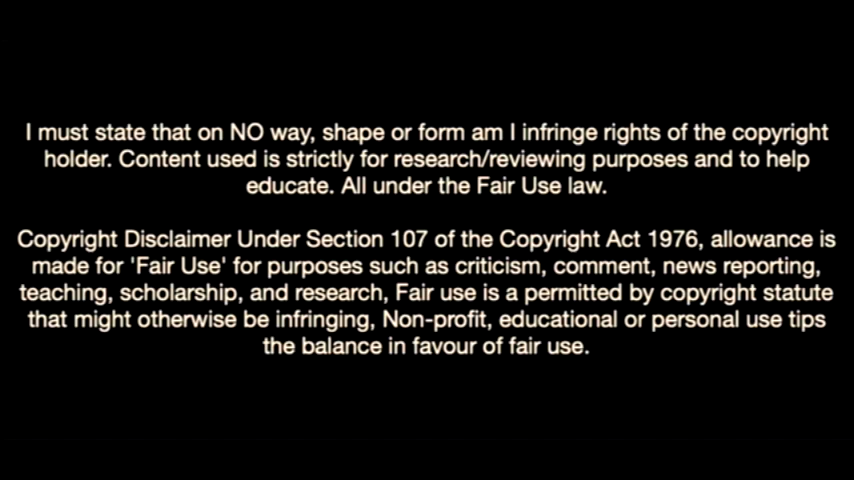 I must state that on NO way, shape or form am I infringe rights of the copyright
holder. Content used is strictly for research/reviewing purposes and to help
educate. All under the Fair Use law.
Copyright Disclaimer Under Section 107 of the Copyright Act 1976, allowance is
made for 'Fair Use' for purposes such as criticism, comment, news reporting,
teaching, scholarship, and research, Fair use is a permitted by copyright statute
that might otherwise be infringing, Non-profit, educational or personal use tips
the balance in favour of fair use.